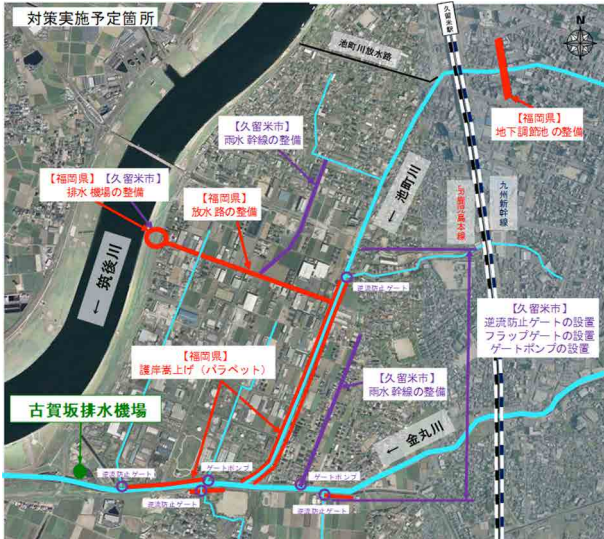 対策実施予定箇所
久留米駅
N
池町川放水路
【福岡県】
地下調節池の整備
【久留米市】
雨水幹線の整備
【福岡県】【久留米市】
排水機場の整備
【福岡県】
放水路の整備
← 池町川
九州新幹線
← 筑後川
逆流防止ゲート
【久留米市】
逆流防止ゲートの設置
フラップゲートの設置
ゲートポンプの設置
【福岡県】
護岸嵩上げ（パラペット）
【久留米市】
雨水幹線の整備
古賀坂排水機場
← 金丸川
逆流防止ゲート
ゲートポンプ
ゲートポンプ
逆流防止ゲート
逆流防止ゲート